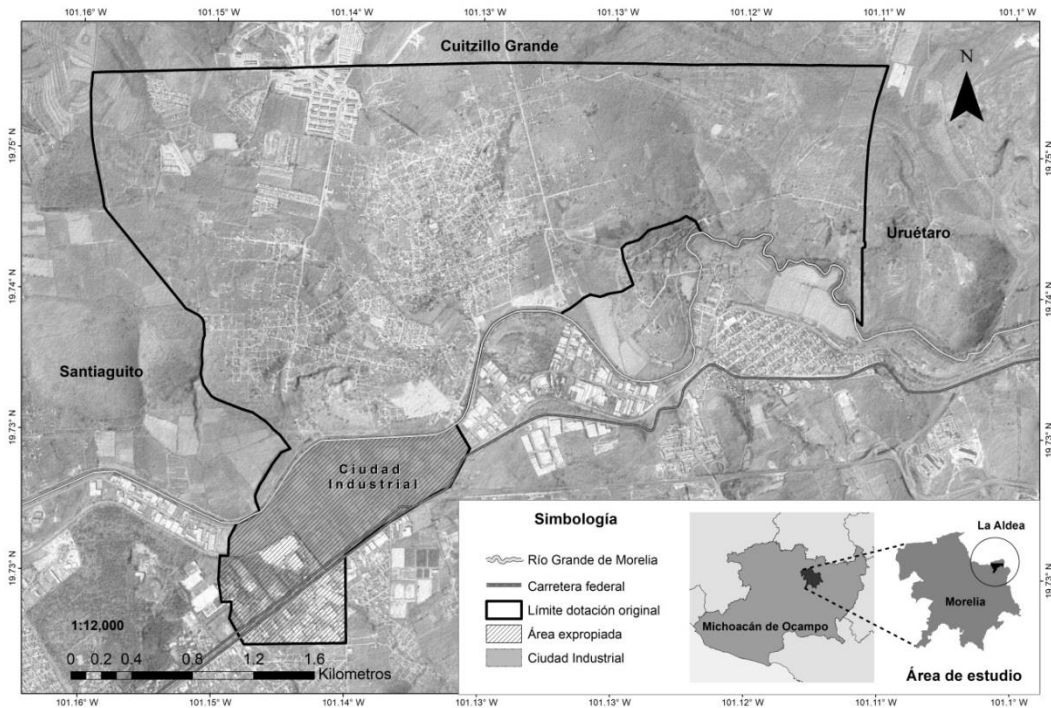 101.16° W
101.15° W
101.14° W
101.13° W
101.13° W
101.12° W
101.11° W
101.1° W
Cuitzillo Grande
N
19.75° N
19.75° N
Uruétaro
19.74° N
19.74° N
Santiaguito
19.73° N
19.73° N
Ciudad
Industrial
19.73° N
19.73° N
Simbología
Río Grande de Morelia
Carretera federal
Límite dotación original
Área expropiada
Ciudad Industrial
Michoacán de Ocampo
La Aldea
Morelia
Área de estudio
1:12,000
0 0.2 0.4 0.8 1.2 1.6
Kilometros
101.16° W
101.15° W
101.14° W
101.13° W
101.13° W
101.12° W
101.11° W
101.1° W